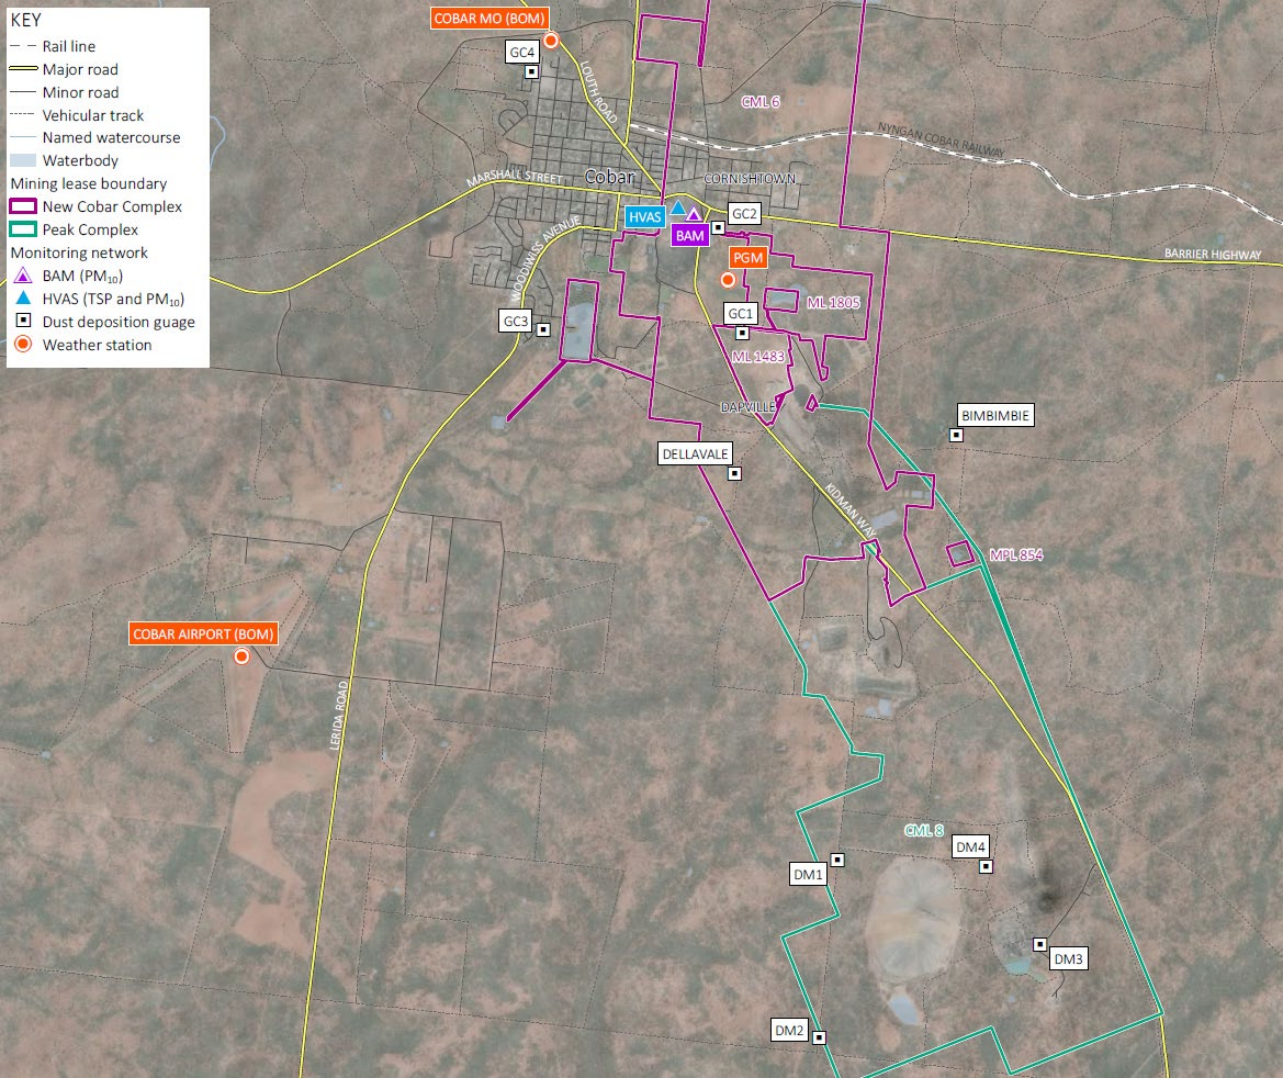 KEY
Rail line
Major road
Minor road
Vehicular track
Named watercourse
Waterbody
Mining lease boundary
New Cobar Complex
Peak Complex
Monitoring network
BAM (PM₁₀)
HVAS (TSP and PM₁₀)
Dust deposition guage
Weather station
COBAR MO (BOM)
GC4
LOUTH ROAD
CML 6
NYNGAN COBAR RAILWAY
MARSHALL STREET
Cobar
CORNISHTOWN
HVAS
GC2
BAM
WOODIWISS AVENUE
BARRIER HIGHWAY
PGM
ML 1805
GC3
GC1
ML 1483
DAPVILLE
BIMBIMBIE
DELLAVALE
KIDMAN WAY
MPL 854
COBAR AIRPORT (BOM)
LERIDA ROAD
CML 8
DM4
DM1
DM3
DM2